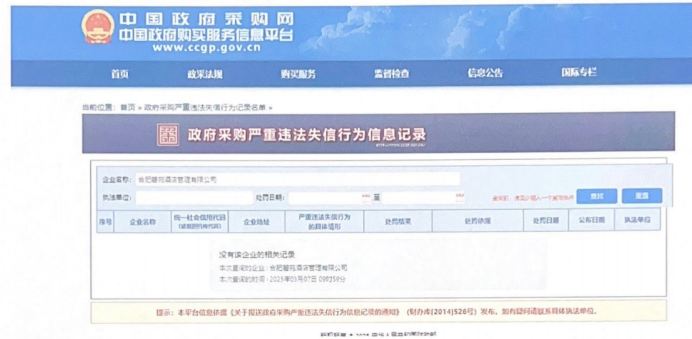 中国政府采购网
中国政府购买服务信息平台
www.ccgp.gov.cn
首页 政采法规 购买服务 监督检查 信息公告 国际专栏
当前位置：首页 » 政府采购严重违法失信行为记录名单 »
政府采购严重违法失信行为信息记录
企业名称：
执法单位： 处罚日期： 至 查找 重置
序号 企业名称 统一社会信用代码 企业地址 严重违法失信行为 处罚结果 处罚依据 处罚日期 公布日期 执法单位
(或组织机构代码) 的具体情形
没有该企业的相关记录
本次查询的企业：
本次查询的时间：
提示：本平台信息依据《关于报送政府采购严重违法失信行为信息记录的通知》（财办库[2014]526号）发布，如有疑问请联系具体执法单位。